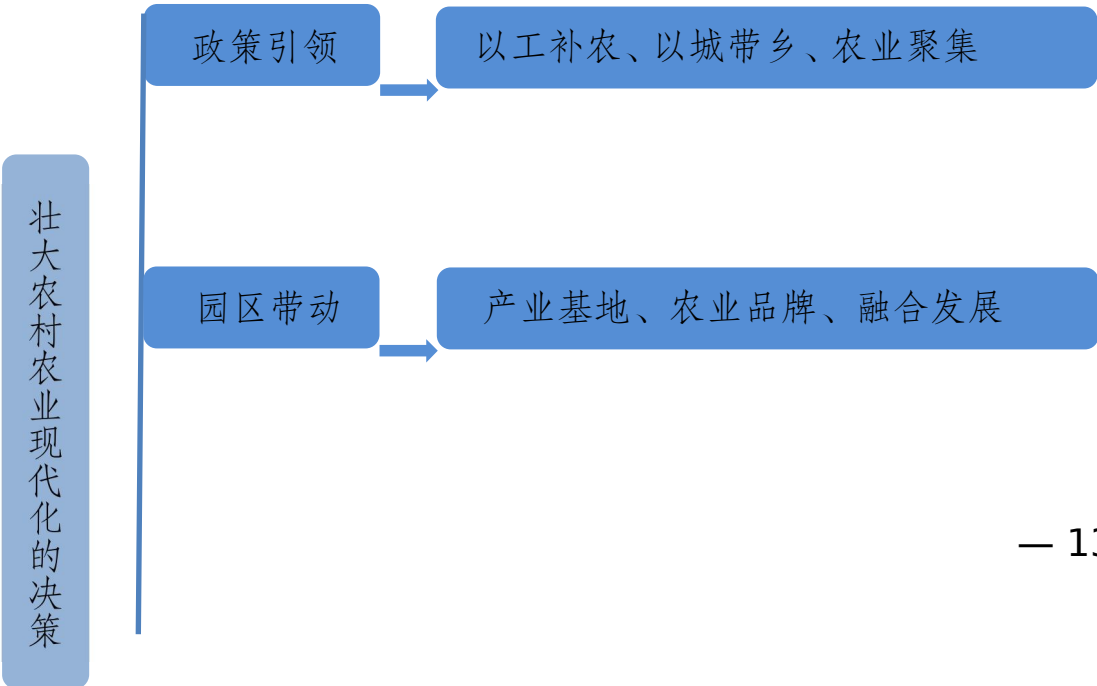 政策引领
以工补农、以城带乡、农业聚集
壮大农村农业现代化的决策
园区带动
产业基地、农业品牌、融合发展
— 13